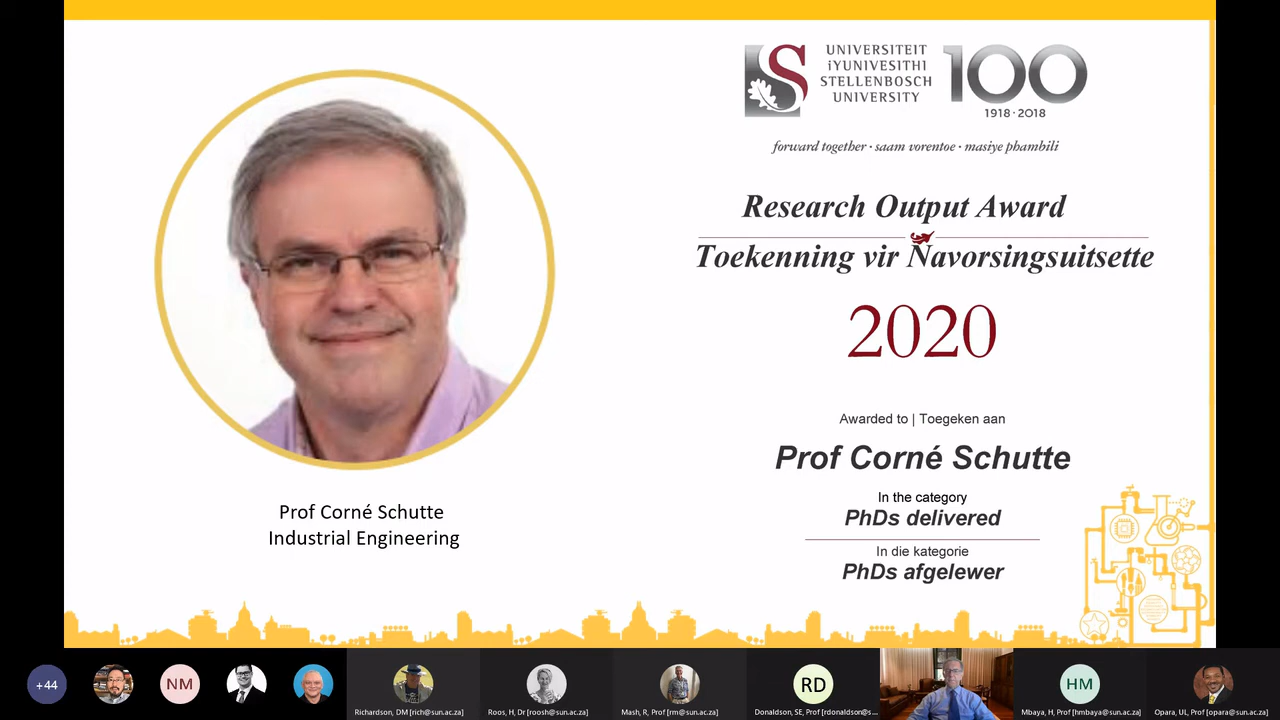 UNIVERSITEIT
iYUNIVESITHI
STELLENBOSCH
UNIVERSITY
100
1918 · 2018
forward together · saam vorentoe · masiye phambili
Research Output Award
Toekenning vir Navorsingsuitsette
2020
Awarded to | Toegeken aan
Prof Corné Schutte
In the category
PhDs delivered
In die kategorie
PhDs afgelewer
Prof Corné Schutte
Industrial Engineering
+44
NM
RD
HM
Richardson, DM [rich@sun.ac.za]
Roos, H, Dr [roosh@sun.ac.za]
Mash, R, Prof [rm@sun.ac.za]
Donaldson, SE, Prof [rdonaldson@s...
Mbaya, H, Prof [hmbaya@sun.ac.za]
Opara, UL, Prof [opara@sun.ac.za]